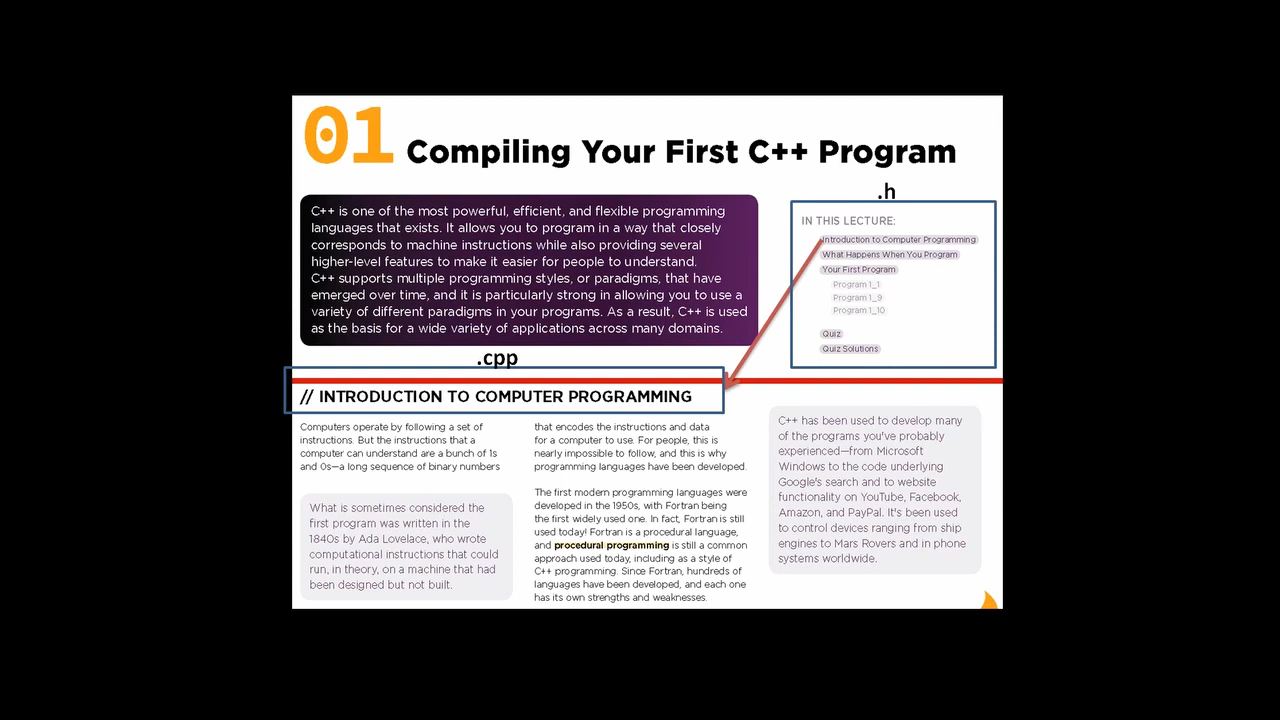 01 Compiling Your First C++ Program
C++ is one of the most powerful, efficient, and flexible programming
languages that exists. It allows you to program in a way that closely
corresponds to machine instructions while also providing several
higher-level features to make it easier for people to understand.
C++ supports multiple programming styles, or paradigms, that have
emerged over time, and it is particularly strong in allowing you to use a
variety of different paradigms in your programs. As a result, C++ is used
as the basis for a wide variety of applications across many domains.
.h
IN THIS LECTURE:
Introduction to Computer Programming
What Happens When You Program
Your First Program
Program 1_1
Program 1_9
Program 1_10
Quiz
Quiz Solutions
.cpp
// INTRODUCTION TO COMPUTER PROGRAMMING
Computers operate by following a set of
instructions. But the instructions that a
computer can understand are a bunch of 1s
and 0s—a long sequence of binary numbers
What is sometimes considered the
first program was written in the
1840s by Ada Lovelace, who wrote
computational instructions that could
run, in theory, on a machine that had
been designed but not built.
that encodes the instructions and data
for a computer to use. For people, this is
nearly impossible to follow, and this is why
programming languages have been developed.
The first modern programming languages were
developed in the 1950s, with Fortran being
the first widely used one. In fact, Fortran is still
used today! Fortran is a procedural language,
and procedural programming is still a common
approach used today, including as a style of
C++ programming. Since Fortran, hundreds of
languages have been developed, and each one
has its own strengths and weaknesses.
C++ has been used to develop many
of the programs you've probably
experienced—from Microsoft
Windows to the code underlying
Google's search and to website
functionality on YouTube, Facebook,
Amazon, and PayPal. It's been used
to control devices ranging from ship
engines to Mars Rovers and in phone
systems worldwide.